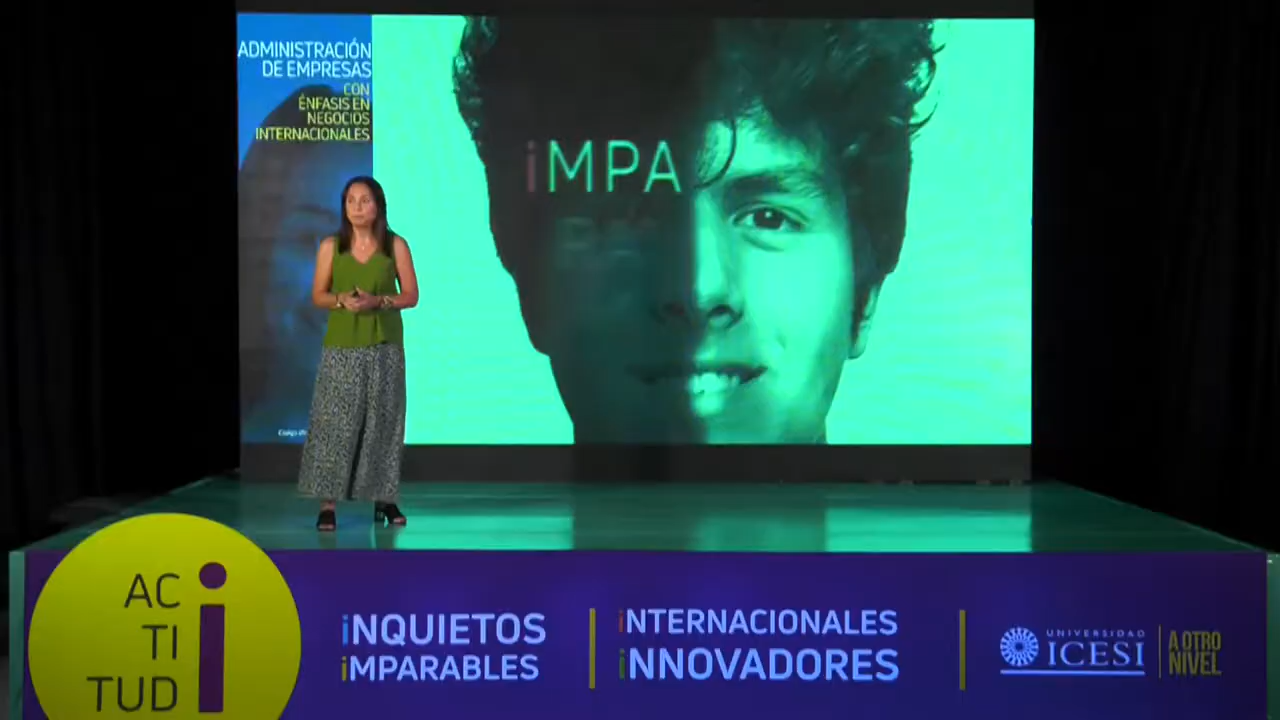 ADMINISTRACIÓN
DE EMPRESAS
CON
ÉNFASIS EN
NEGOCIOS
INTERNACIONALES
iMPA
AC
TI
TUD
i
iNQUIETOS
iMPARABLES
iNTERNACIONALES
iNNOVADORES
UNIVERSIDAD
ICESI
A OTRO
NIVEL